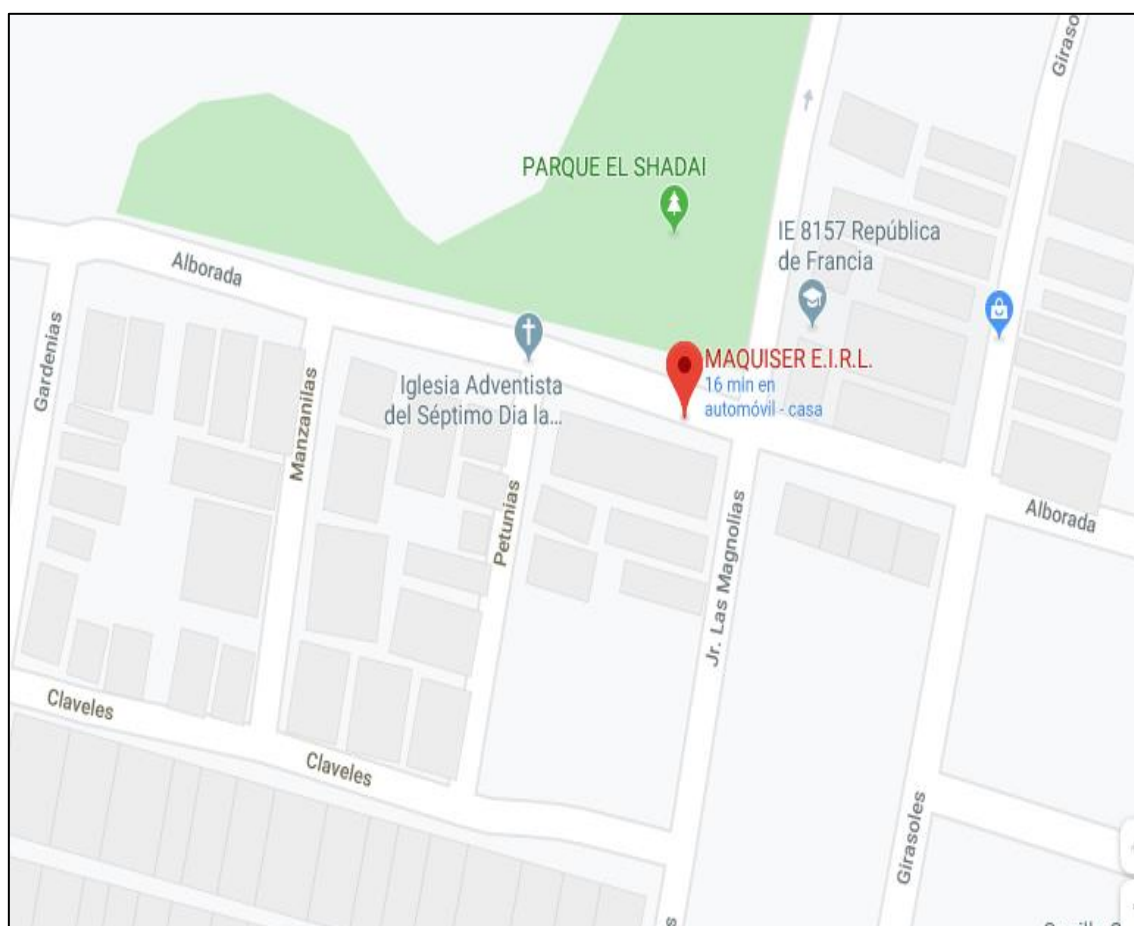 Giraso
PARQUE EL SHADAI
IE 8157 República
de Francia
Alborada
Gardenias
Manzanilas
MAQUISER E.I.R.L.
16 min en
automóvil - casa
Iglesia Adventista
del Séptimo Dia la...
Petunias
Alborada
Jr. Las Magnolias
Claveles
Claveles
Girasoles